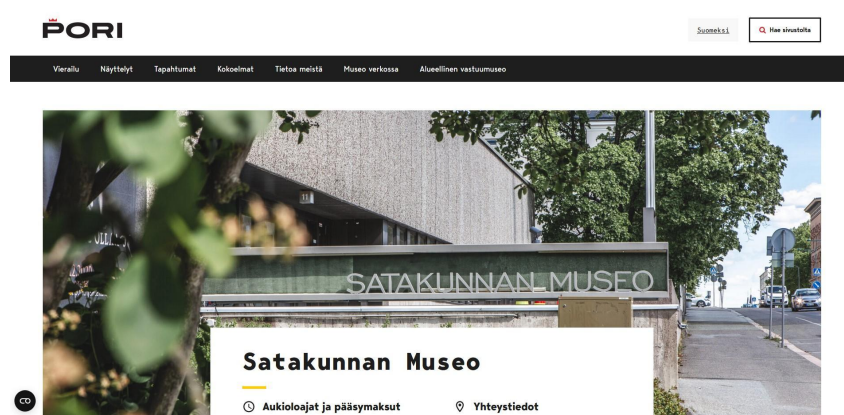 PORI
Suomeksi
Hae sivustolta
Vierailu Näyttelyt Tapahtumat Kokoelmat Tietoa meistä Museo verkossa Alueellinen vastuumuseo
SATAKUNNAN MUSEO
Satakunnan Museo
Aukioloajat ja pääsymaksut
Yhteystiedot